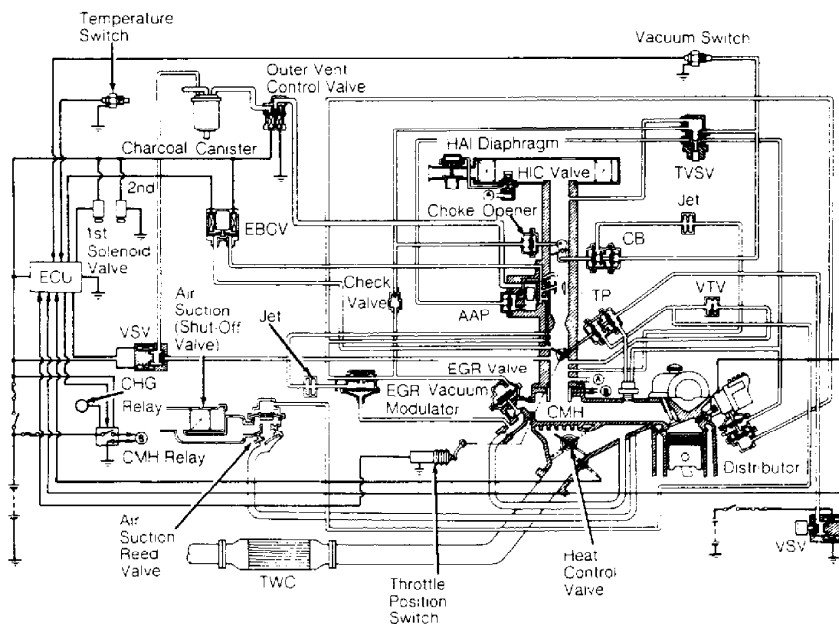 Temperature
Switch
Vacuum Switch
Outer Vent
Control Valve
Charcoal Canister
HAI Diaphragm
HIC Valve
TVSV
2nd
EBCV
Choke Opener
Jet
CB
1st
Solenoid
Valve
ECU
Air
Suction
(Shut-Off
Valve)
Check
Valve
AAP
TP
VTV
VSV
Jet
EGR Valve
A
CHG
Relay
EGR Vacuum
Modulator
CMH
B
CMH Relay
Distributor
Air
Suction
Reed
Valve
TWC
Throttle
Position
Switch
Heat
Control
Valve
VSV